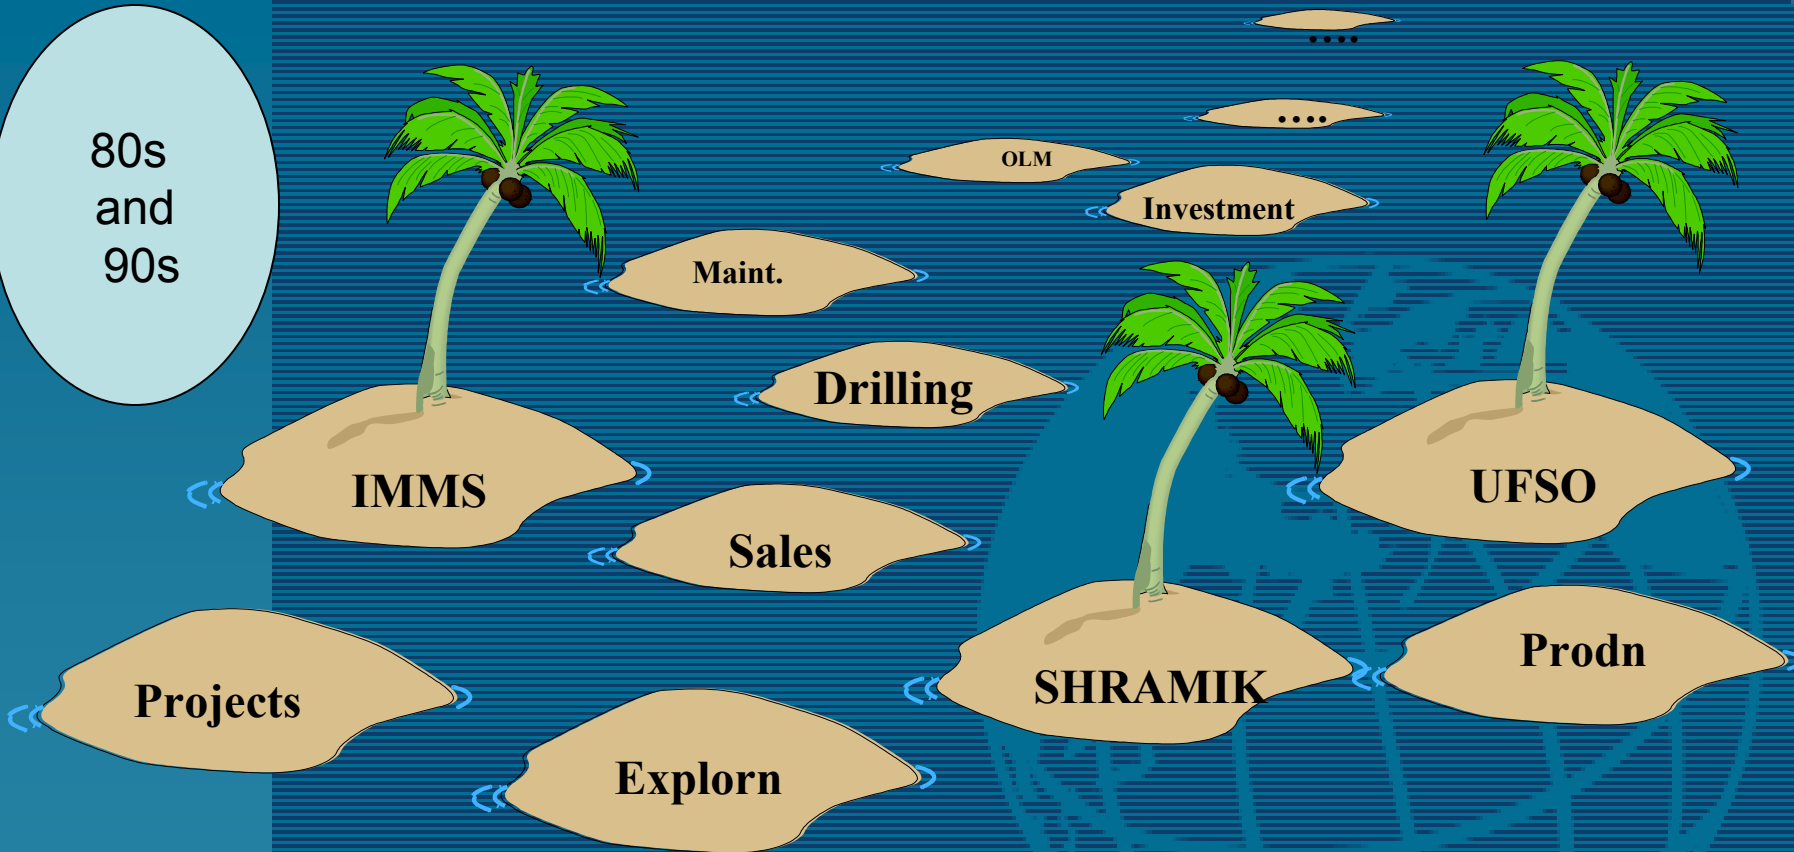 80s
and
90s
....
....
OLM
Investment
Maint.
Drilling
IMMS
UFSO
Sales
Prodn
SHRAMIK
Projects
Explorn